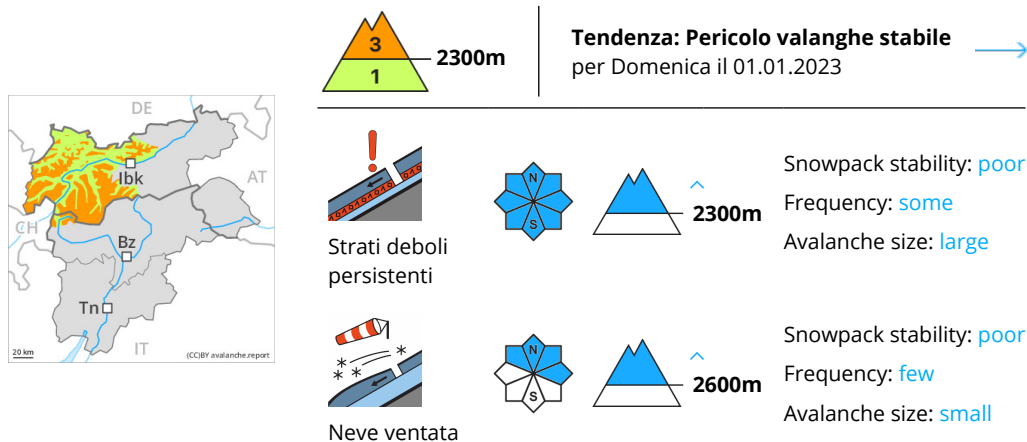 3
1
2300m
Tendenza: Pericolo valanghe stabile
per Domenica il 01.01.2023
DE
Ibk
AT
CH
Bz
Tn
IT
20 km
(CC)BY avalanche.report
Strati deboli
persistenti
N
S
2300m
Snowpack stability: poor
Frequency: some
Avalanche size: large
Neve ventata
N
S
2600m
Snowpack stability: poor
Frequency: few
Avalanche size: small